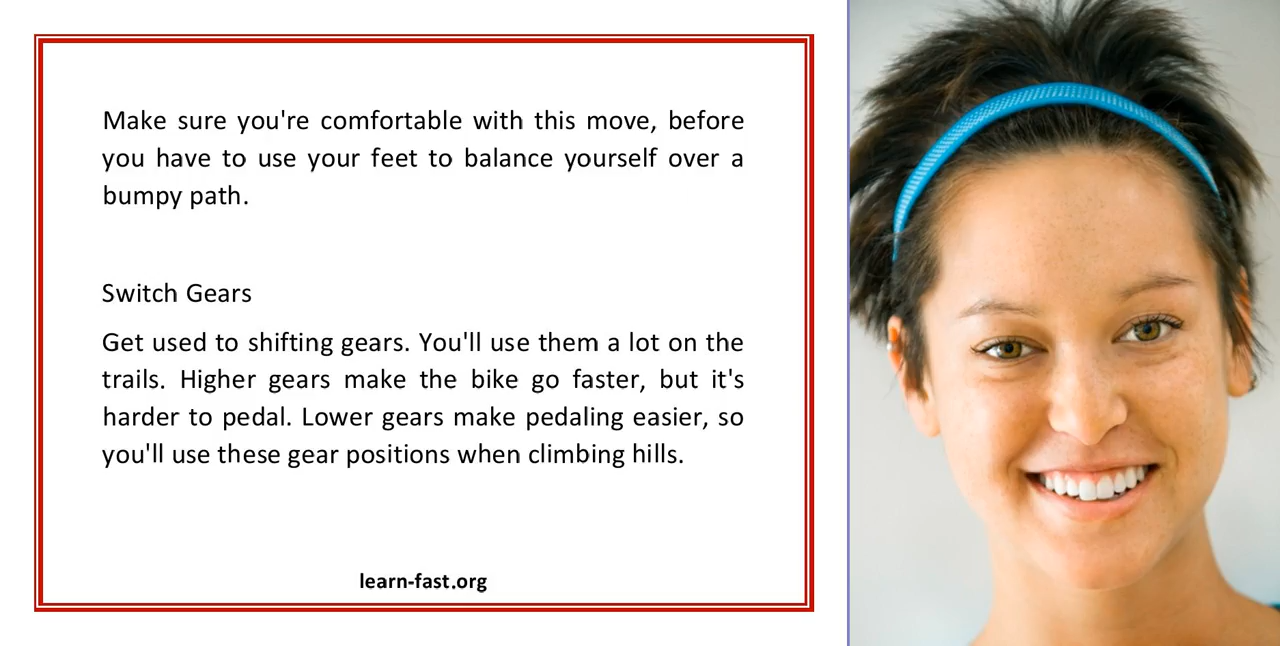 Make sure you're comfortable with this move, before
you have to use your feet to balance yourself over a
bumpy path.
Switch Gears
Get used to shifting gears. You'll use them a lot on the
trails. Higher gears make the bike go faster, but it's
harder to pedal. Lower gears make pedaling easier, so
you'll use these gear positions when climbing hills.
learn-fast.org